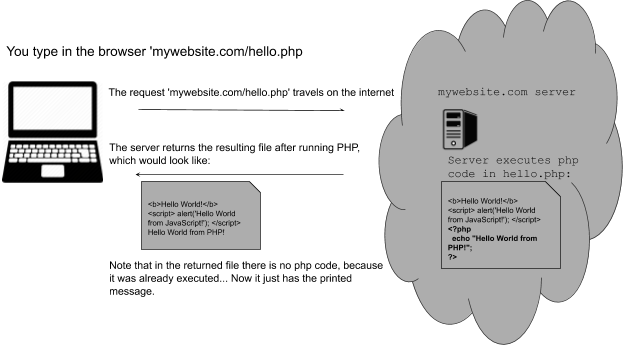 You type in the browser 'mywebsite.com/hello.php
The request 'mywebsite.com/hello.php' travels on the internet
mywebsite.com server
The server returns the resulting file after running PHP,
which would look like:
Server executes php
code in hello.php:
<b>Hello World!</b>
<script> alert('Hello World
from JavaScript!'); </script>
Hello World from PHP!
<b>Hello World!</b>
<script> alert('Hello World
from JavaScript!'); </script>
<?php
echo "Hello World from
PHP!";
?>
Note that in the returned file there is no php code, because
it was already executed... Now it just has the printed
message.